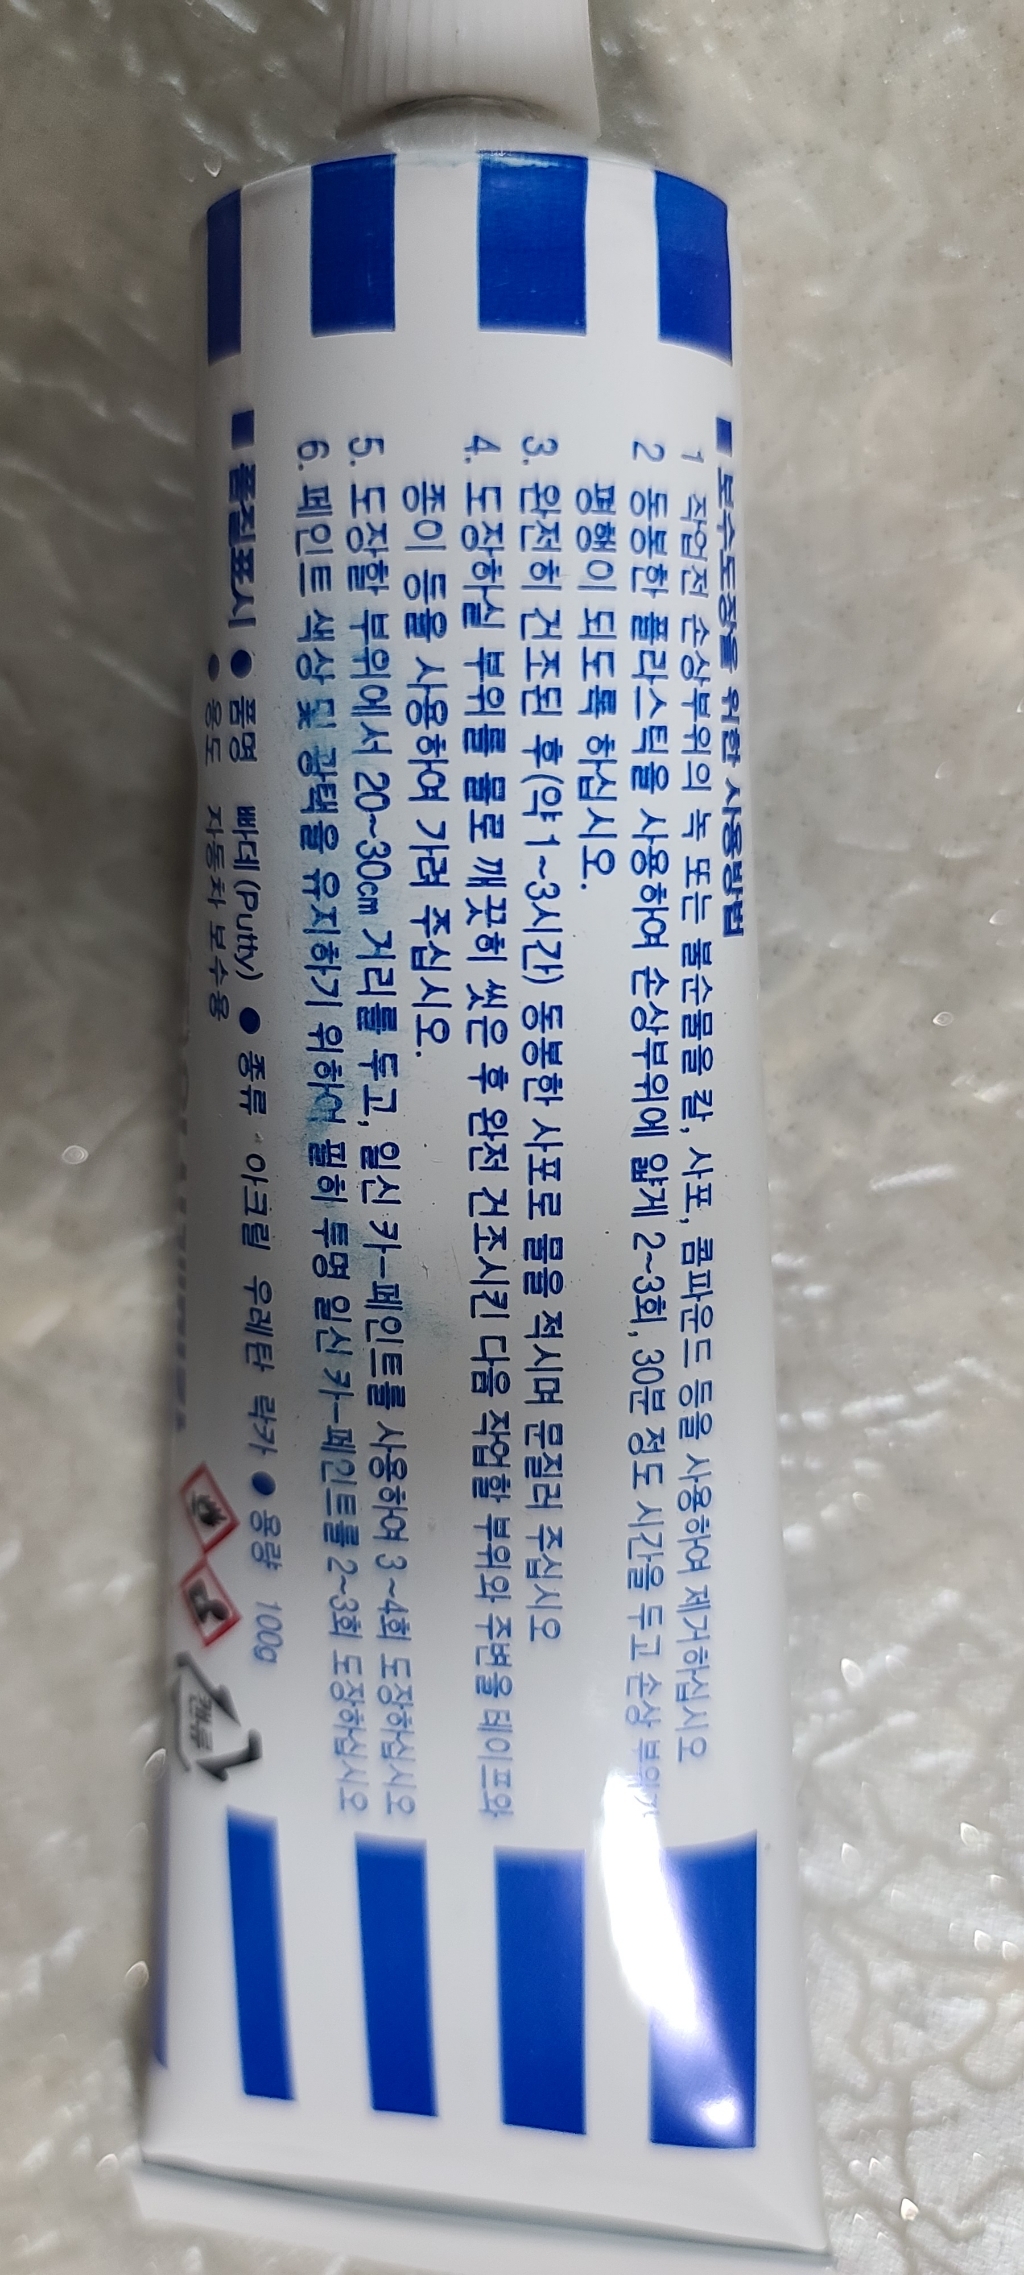 ■ 보수도장을 위한 사용방법
1 작업전 손상부위의 녹 또는 불순물을 칼, 사포, 콤파운드 등을 사용하여 제거하십시오
2 동봉한 플라스틱을 사용하여 손상부위에 얇게 2~3회, 30분 정도 시간을 두고 손상 부위가
평행이 되도록 하십시오.
3. 완전히 건조된 후(약 1~3시간) 동봉한 사포로 물을 적시며 문질러 주십시오
4. 도장하실 부위를 물로 깨끗히 씻은 후 완전 건조시킨 다음 작업할 부위와 주변을 테이프와
종이 등을 사용하여 가려 주십시오.
5. 도장할 부위에서 20~30cm 거리를 두고, 일신 카-페인트를 사용하여 3~4회 도장하십시오
6. 페인트 색상 및 광택을 유지하기 위하여 필히 투명 일신 카-페인트를 2~3회 도장하십시오
■ 품질표시 ● 품명 빠데(Putty) ● 종류 아크릴 우레탄 락카 ● 용량 100g
● 용도 자동차 보수용
캔류